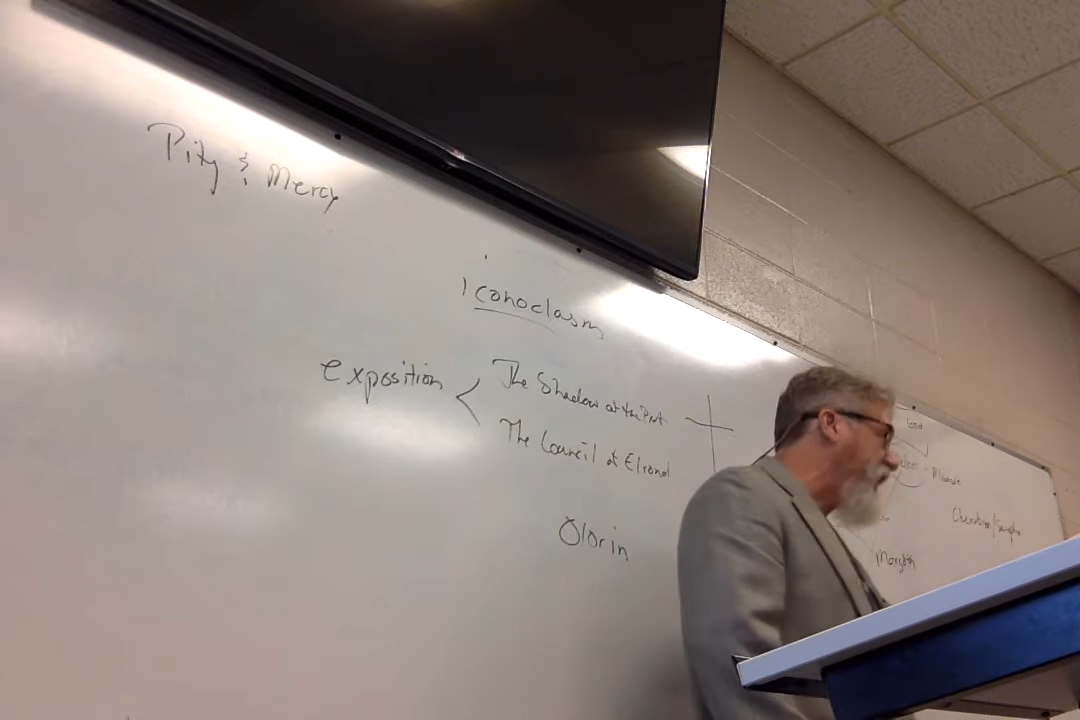 Pity & Mercy
Iconoclasm
exposition <
The Shadow of the Past
The Council of Elrond
Olorin
Morgoth